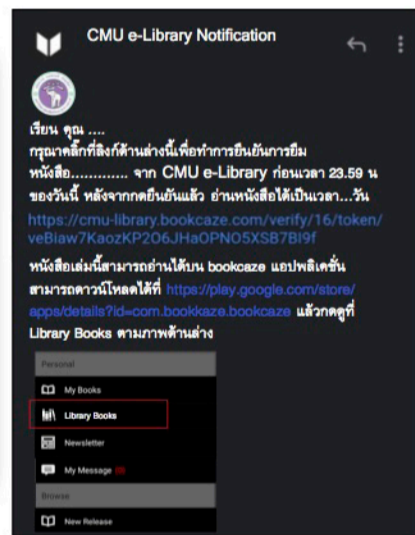 CMU e-Library Notification
เรียน คุณ ....
กรุณาคลิ๊กที่ลิงก์ด้านล่างนี้เพื่อทำการยืนยันการยืม
หนังสือ............. จาก CMU e-Library ก่อนเวลา 23.59 น
ของวันนี้ หลังจากกดยืนยันแล้ว อ่านหนังสือได้เป็นเวลา...วัน
https://cmu-library.bookcaze.com/verify/16/token/
veBiaw7KaozKP2O6JHaOPNO5XSB7BI9f
หนังสือเล่มนี้สามารถอ่านได้บน bookcaze แอปพลิเคชั่น
สามารถดาวน์โหลดได้ที่ https://play.google.com/store/
apps/details?id=com.bookkaze.bookcaze แล้วกดดูที่
Library Books ตามภาพด้านล่าง
Personal
My Books
Library Books
Newsletter
My Message
Browse
New Release